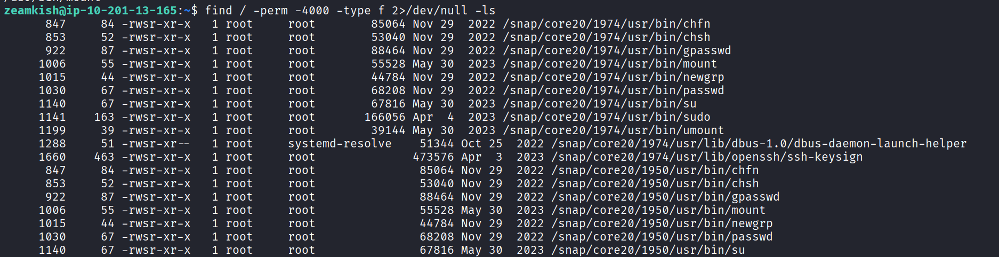 /usr/bin/mount
zeamkish@ip-10-201-13-165:~$ find / -perm -4000 -type f 2>/dev/null -ls
847 84 -rwsr-xr-x 1 root root 85064 Nov 29 2022 /snap/core20/1974/usr/bin/chfn
853 52 -rwsr-xr-x 1 root root 53040 Nov 29 2022 /snap/core20/1974/usr/bin/chsh
922 87 -rwsr-xr-x 1 root root 88464 Nov 29 2022 /snap/core20/1974/usr/bin/gpasswd
1006 55 -rwsr-xr-x 1 root root 55528 May 30 2023 /snap/core20/1974/usr/bin/mount
1015 44 -rwsr-xr-x 1 root root 44784 Nov 29 2022 /snap/core20/1974/usr/bin/newgrp
1030 67 -rwsr-xr-x 1 root root 68208 Nov 29 2022 /snap/core20/1974/usr/bin/passwd
1140 67 -rwsr-xr-x 1 root root 67816 May 30 2023 /snap/core20/1974/usr/bin/su
1141 163 -rwsr-xr-x 1 root root 166056 Apr 4 2023 /snap/core20/1974/usr/bin/sudo
1199 39 -rwsr-xr-x 1 root root 39144 May 30 2023 /snap/core20/1974/usr/bin/umount
1288 51 -rwsr-xr-- 1 root systemd-resolve 51344 Oct 25 2022 /snap/core20/1974/usr/lib/dbus-1.0/dbus-daemon-launch-helper
1660 463 -rwsr-xr-x 1 root root 473576 Apr 3 2023 /snap/core20/1974/usr/lib/openssh/ssh-keysign
847 84 -rwsr-xr-x 1 root root 85064 Nov 29 2022 /snap/core20/1950/usr/bin/chfn
853 52 -rwsr-xr-x 1 root root 53040 Nov 29 2022 /snap/core20/1950/usr/bin/chsh
922 87 -rwsr-xr-x 1 root root 88464 Nov 29 2022 /snap/core20/1950/usr/bin/gpasswd
1006 55 -rwsr-xr-x 1 root root 55528 May 30 2023 /snap/core20/1950/usr/bin/mount
1015 44 -rwsr-xr-x 1 root root 44784 Nov 29 2022 /snap/core20/1950/usr/bin/newgrp
1030 67 -rwsr-xr-x 1 root root 68208 Nov 29 2022 /snap/core20/1950/usr/bin/passwd
1140 67 -rwsr-xr-x 1 root root 67816 May 30 2023 /snap/core20/1950/usr/bin/su